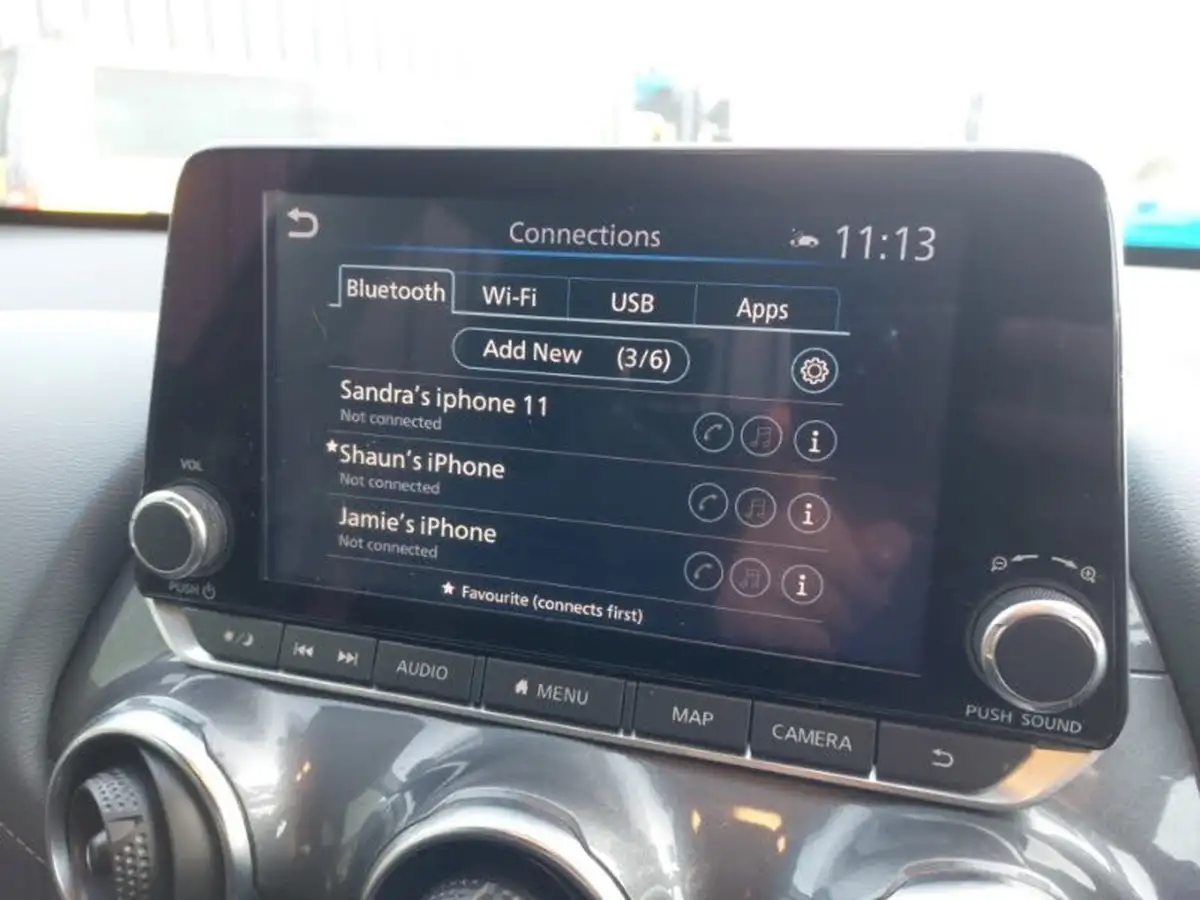 Connections
11:13
Bluetooth
Wi-Fi
USB
Apps
Add New (3/6)
Sandra's iphone 11
Not connected
★Shaun's iPhone
Not connected
Jamie's iPhone
Not connected
★ Favourite (connects first)
VOL
PUSH
AUDIO
MENU
MAP
CAMERA
PUSH SOUND